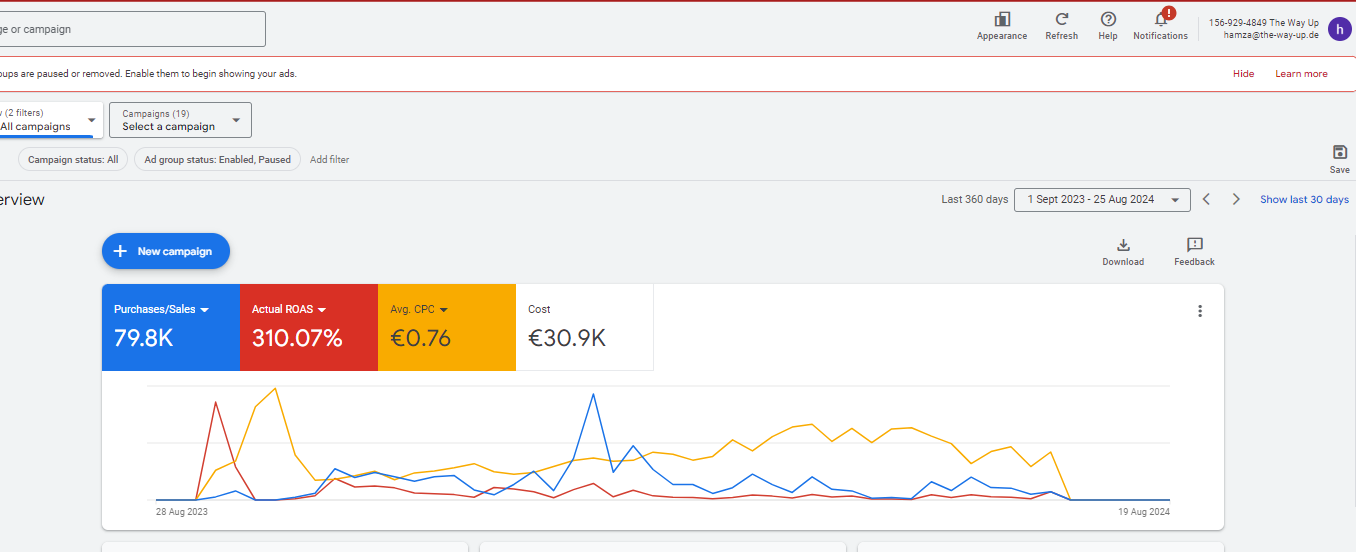 ge or campaign
Appearance
Refresh
Help
Notifications
156-929-4849 The Way Up
hamza@the-way-up.de
h
oups are paused or removed. Enable them to begin showing your ads.
Hide
Learn more
(2 filters)
All campaigns
Campaigns (19)
Select a campaign
Campaign status: All
Ad group status: Enabled, Paused
Add filter
Save
erview
Last 360 days
1 Sept 2023 - 25 Aug 2024
Show last 30 days
New campaign
Download
Feedback
Purchases/Sales
79.8K
Actual ROAS
310.07%
Avg. CPC
€0.76
Cost
€30.9K
28 Aug 2023
19 Aug 2024